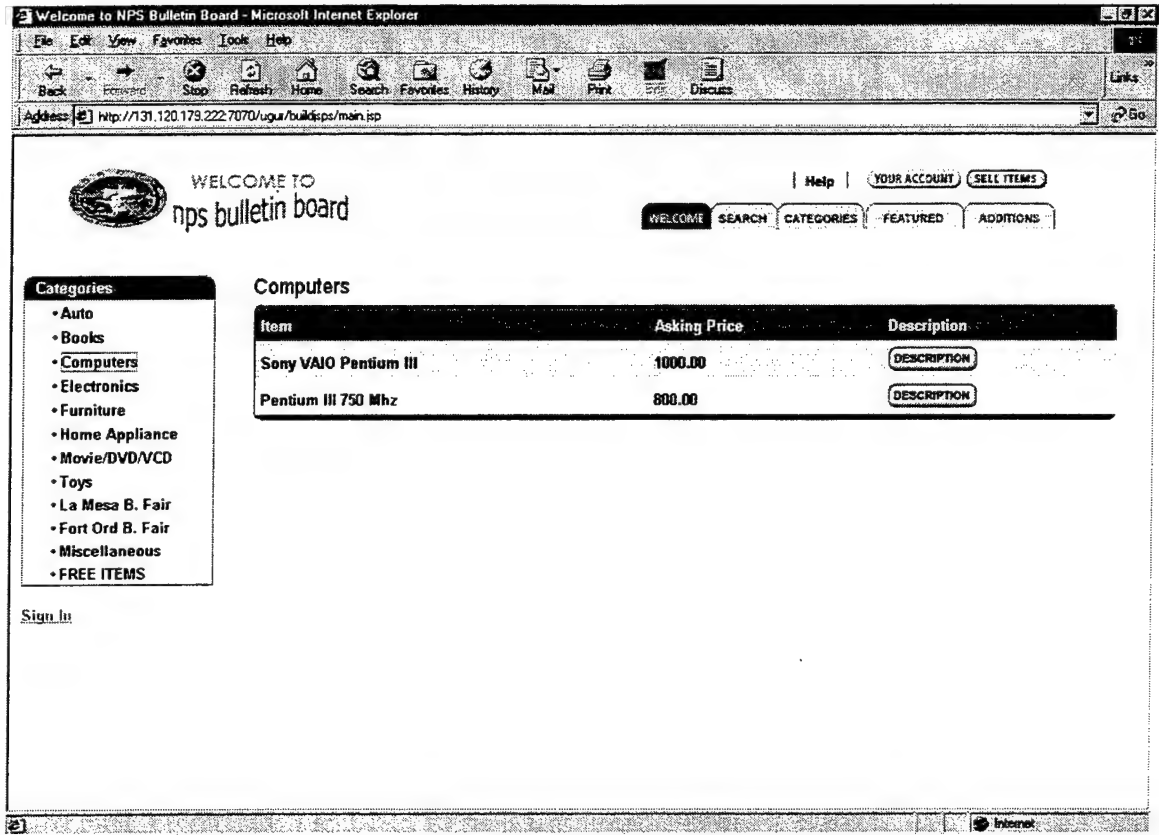 Welcome to NPS Bulletin Board - Microsoft Internet Explorer
File Edit View Favorites Tools Help
Back Forward Stop Refresh Home Search Favorites History Mail Print Edit Discuss Links
Address http://131.120.179.222:7070/ugur/buildjsps/main.jsp Go
WELCOME TO
nps bulletin board
| Help | YOUR ACCOUNT SELL ITEMS
WELCOME SEARCH CATEGORIES FEATURED ADDITIONS
Categories
• Auto
• Books
• Computers
• Electronics
• Furniture
• Home Appliance
• Movie/DVD/VCD
• Toys
• La Mesa B. Fair
• Fort Ord B. Fair
• Miscellaneous
• FREE ITEMS
Sign In
Computers
Item Asking Price Description
Sony VAIO Pentium III 1000.00 DESCRIPTION
Pentium III 750 Mhz 800.00 DESCRIPTION
Internet